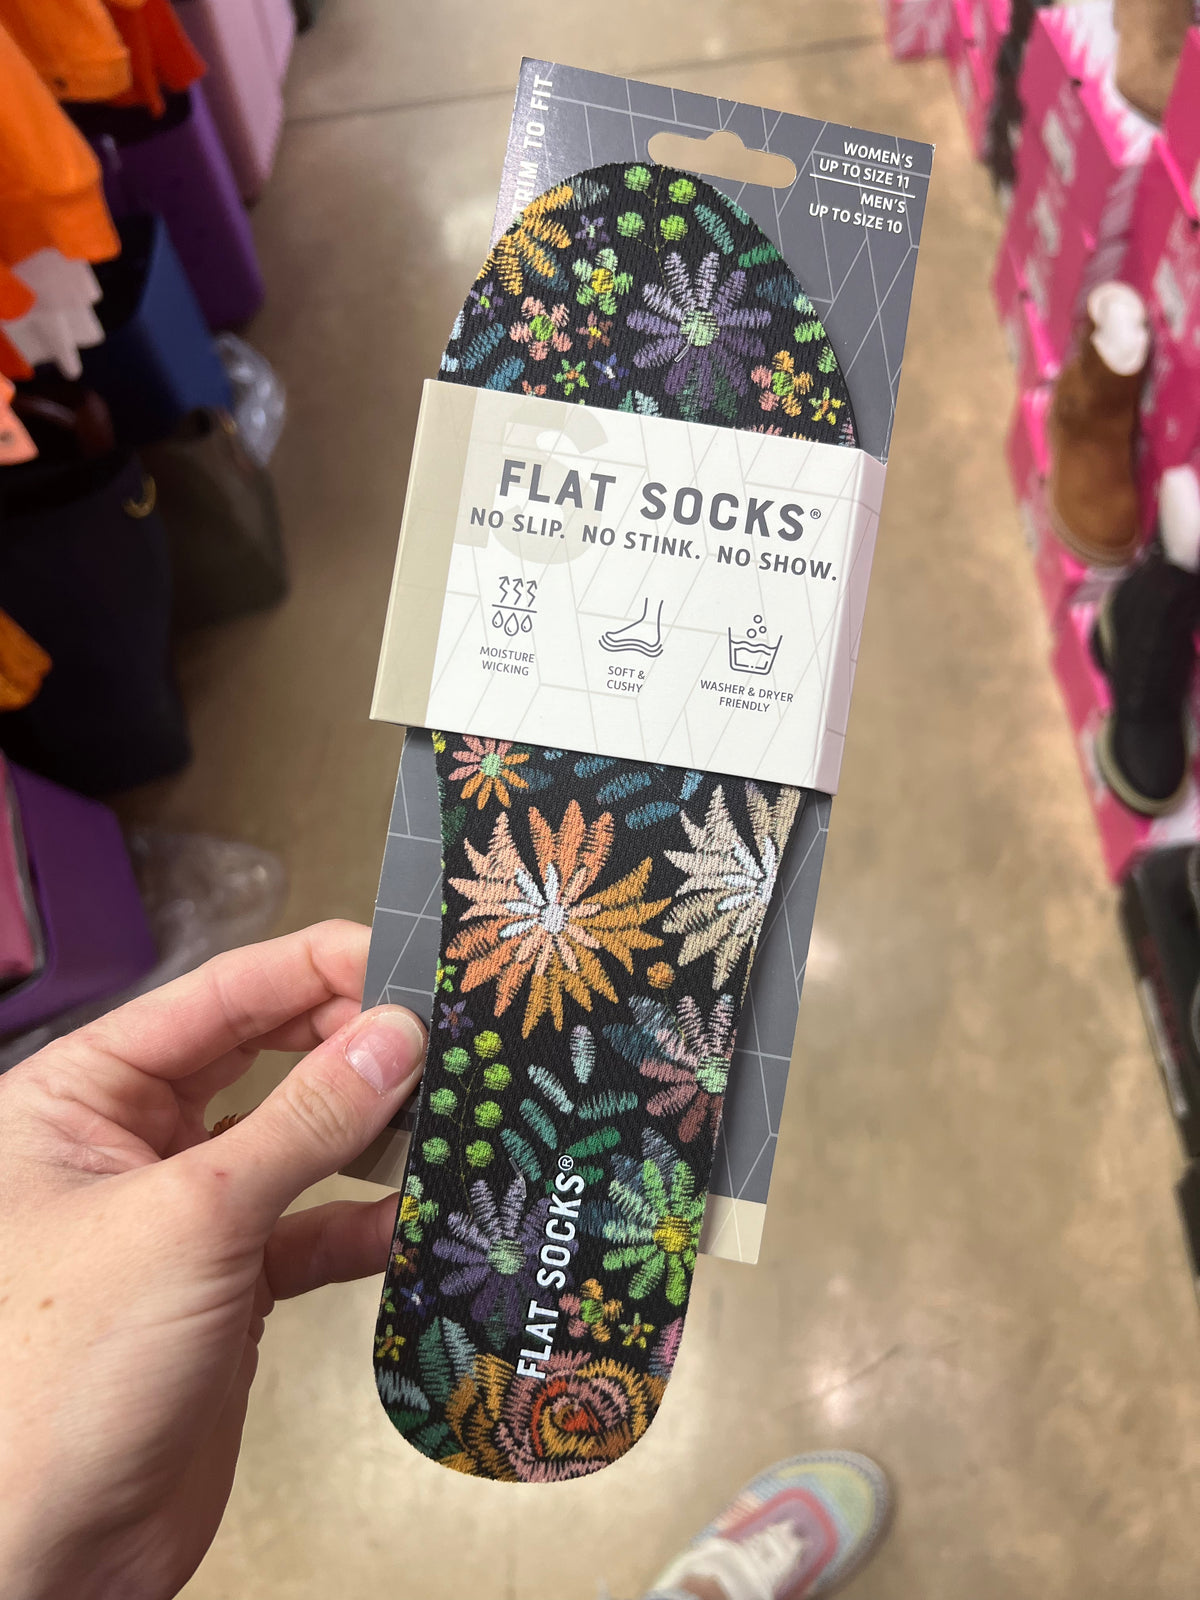 TRIM TO FIT
WOMEN'S
UP TO SIZE 11
MEN'S
UP TO SIZE 10
FLAT SOCKS®
NO SLIP. NO STINK. NO SHOW.
MOISTURE
WICKING
SOFT &
CUSHY
WASHER & DRYER
FRIENDLY
FLAT SOCKS®